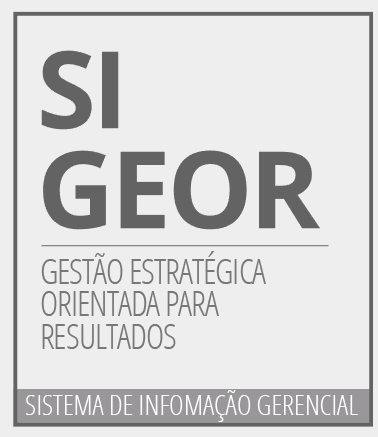 SI
GEOR
GESTÃO ESTRATÉGICA
ORIENTADA PARA
RESULTADOS
SISTEMA DE INFOMAÇÃO GERENCIAL